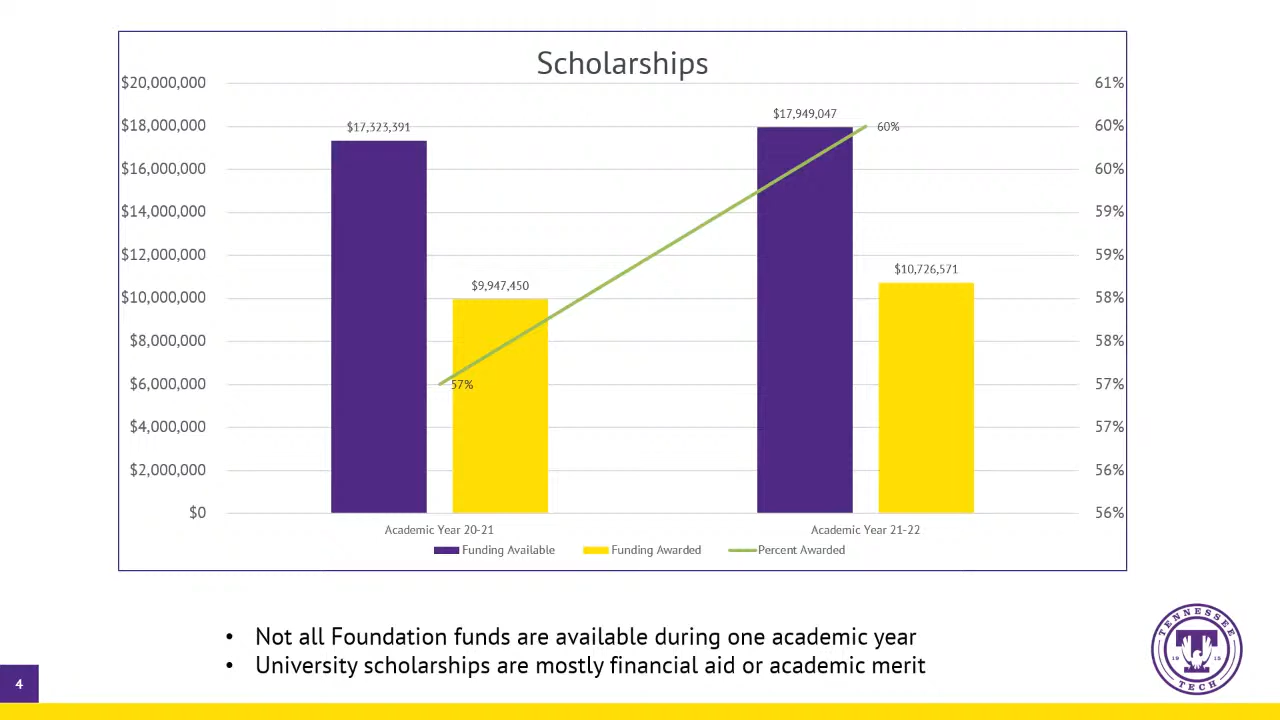 Scholarships
$20,000,000
$18,000,000
$16,000,000
$14,000,000
$12,000,000
$10,000,000
$8,000,000
$6,000,000
$4,000,000
$2,000,000
$0
$17,323,391
$9,947,450
57%
$17,949,047
60%
$10,726,571
61%
60%
60%
59%
59%
58%
58%
57%
57%
56%
56%
Academic Year 20-21
Academic Year 21-22
Funding Available
Funding Awarded
Percent Awarded
• Not all Foundation funds are available during one academic year
• University scholarships are mostly financial aid or academic merit
4
TENNESSEE
T
19 15
TECH